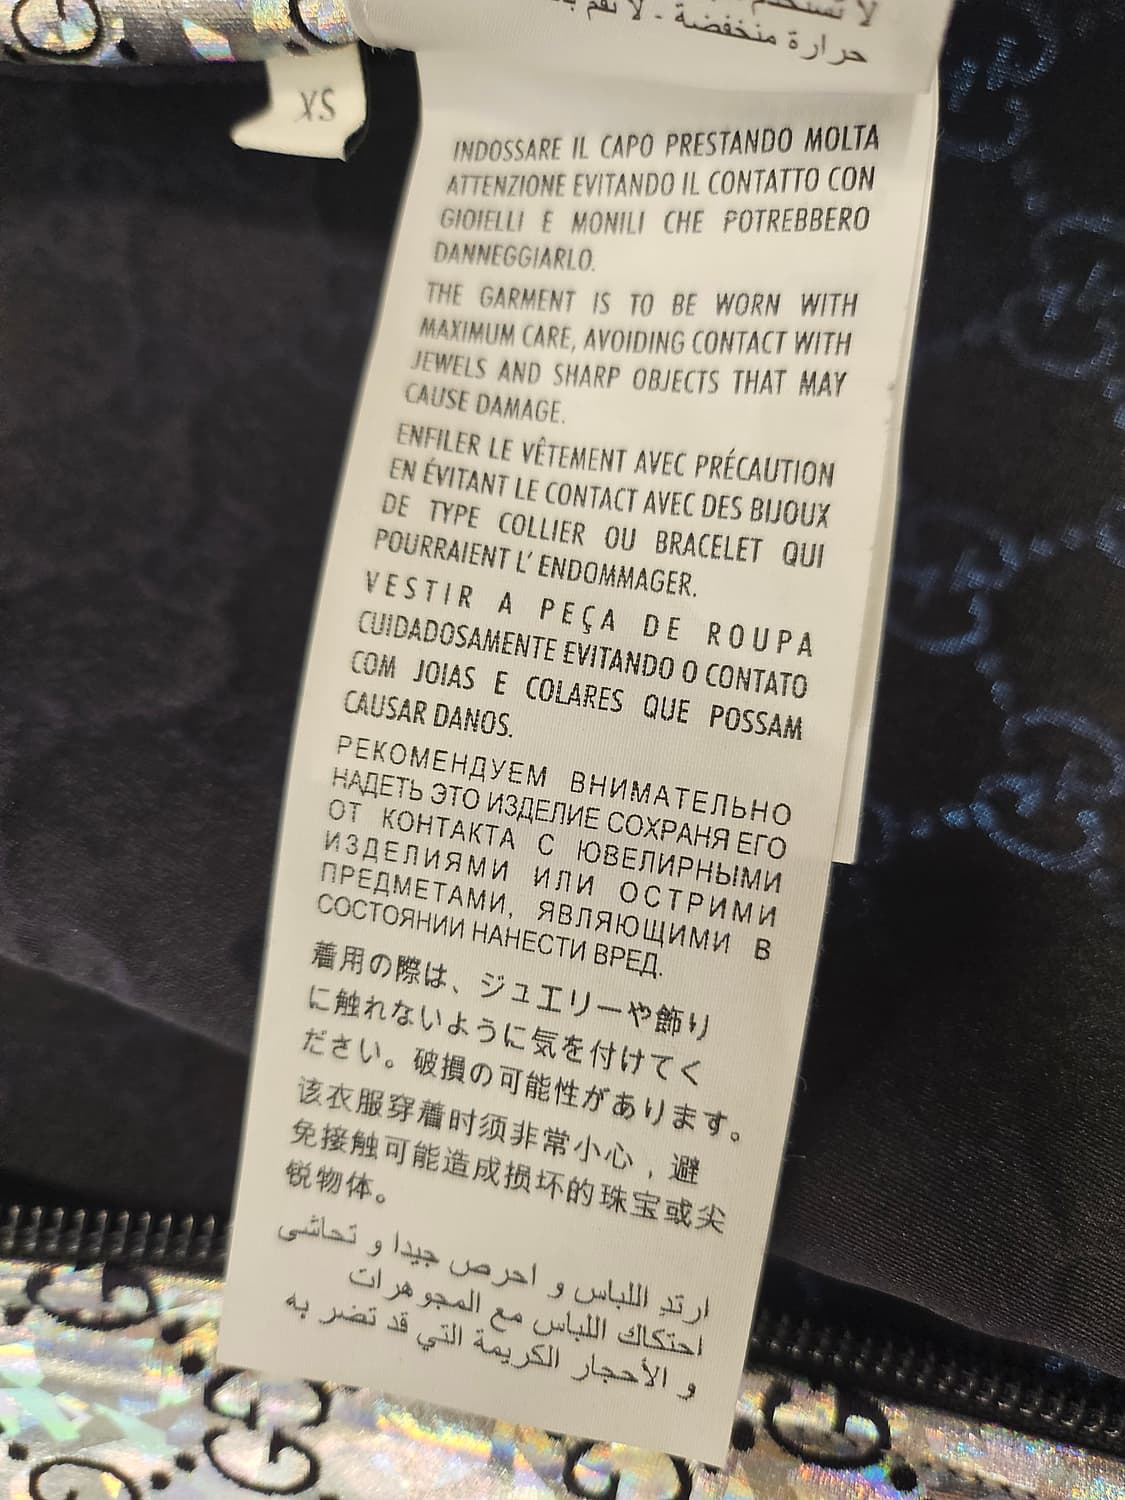 حرارة منخفضة - لا تقم
XS
INDOSSARE IL CAPO PRESTANDO MOLTA
ATTENZIONE EVITANDO IL CONTATTO CON
GIOIELLI E MONILI CHE POTREBBERO
DANNEGGIARLO.
THE GARMENT IS TO BE WORN WITH
MAXIMUM CARE, AVOIDING CONTACT WITH
JEWELS AND SHARP OBJECTS THAT MAY
CAUSE DAMAGE.
ENFILER LE VÊTEMENT AVEC PRÉCAUTION
EN ÉVITANT LE CONTACT AVEC DES BIJOUX
DE TYPE COLLIER OU BRACELET QUI
POURRAIENT L' ENDOMMAGER.
VESTIR A PEÇA DE ROUPA
CUIDADOSAMENTE EVITANDO O CONTATO
COM JOIAS E COLARES QUE POSSAM
CAUSAR DANOS.
РЕКОМЕНДУЕМ ВНИМАТЕЛЬНО
НАДЕТЬ ЭТО ИЗДЕЛИЕ СОХРАНЯ ЕГО
ОТ КОНТАКТА С ЮВЕЛИРНЫМИ
ИЗДЕЛИЯМИ ИЛИ ОСТРИМИ
ПРЕДМЕТАМИ, ЯВЛЯЮЩИМИ В
СОСТОЯНИИ НАНЕСТИ ВРЕД.
着用の際は、ジュエリーや飾り
に触れないように気を付けてく
ださい。破損の可能性があります。
该衣服穿着时须非常小心，避
免接触可能造成损坏的珠宝或尖
锐物体。
ارتدِ اللباس و احرص جيدا و تحاشى
احتكاك اللباس مع المجوهرات
و الأحجار الكريمة التي قد تضر به